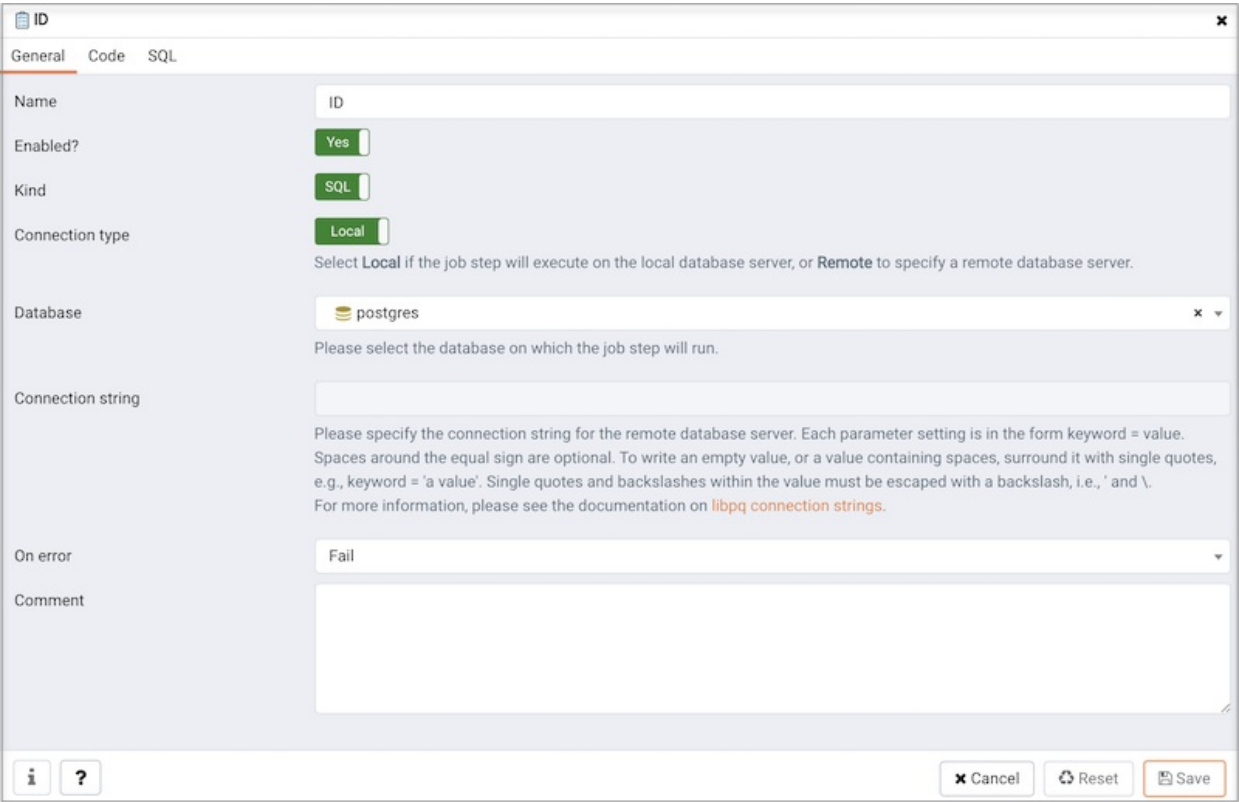 ID
General Code SQL
Name ID
Enabled? Yes
Kind SQL
Connection type Local
Select Local if the job step will execute on the local database server, or Remote to specify a remote database server.
Database postgres
Please select the database on which the job step will run.
Connection string
Please specify the connection string for the remote database server. Each parameter setting is in the form keyword = value.
Spaces around the equal sign are optional. To write an empty value, or a value containing spaces, surround it with single quotes,
e.g., keyword = 'a value'. Single quotes and backslashes within the value must be escaped with a backslash, i.e., ' and \.
For more information, please see the documentation on libpq connection strings.
On error Fail
Comment
i ? Cancel Reset Save